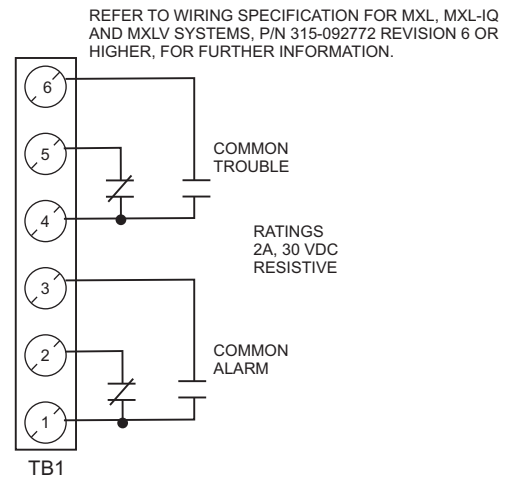 REFER TO WIRING SPECIFICATION FOR MXL, MXL-IQ
AND MXLV SYSTEMS, P/N 315-092772 REVISION 6 OR
HIGHER, FOR FURTHER INFORMATION.
6
5
COMMON
TROUBLE
4
RATINGS
2A, 30 VDC
RESISTIVE
3
2
COMMON
ALARM
1
TB1